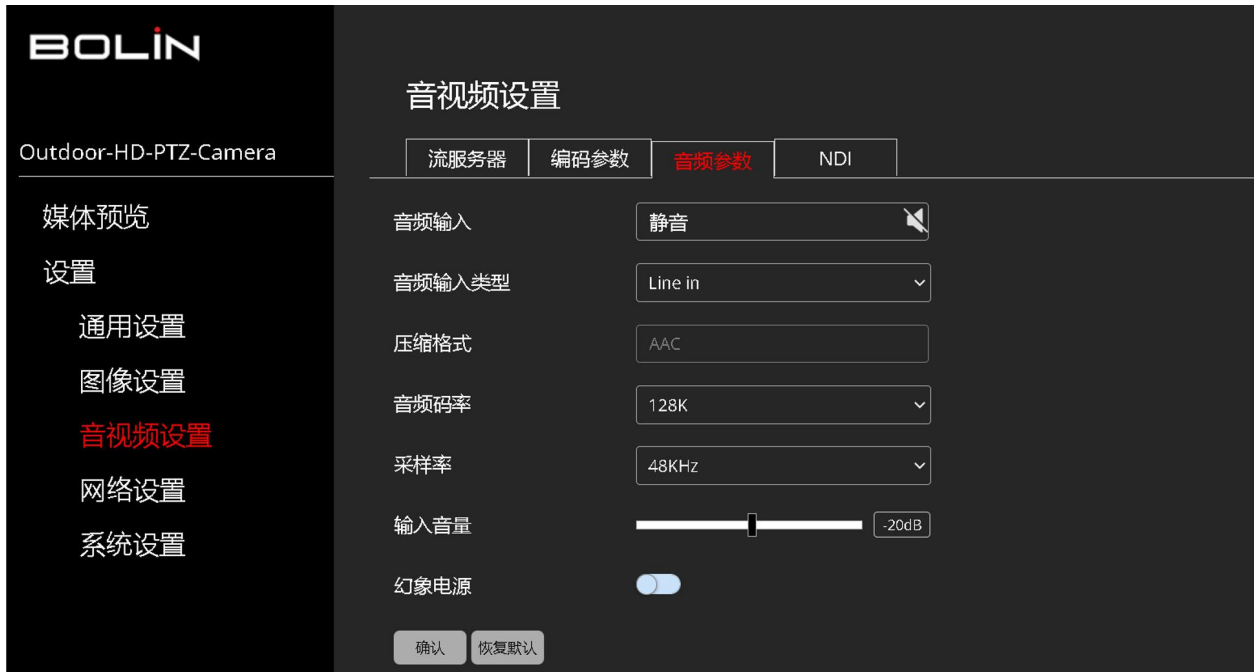 BOLIN
Outdoor-HD-PTZ-Camera
媒体预览
设置
通用设置
图像设置
音视频设置
网络设置
系统设置
音视频设置
流服务器 编码参数 音频参数 NDI
音频输入 静音
音频输入类型 Line in
压缩格式 AAC
音频码率 128K
采样率 48KHz
输入音量 -20dB
幻象电源
确认 恢复默认